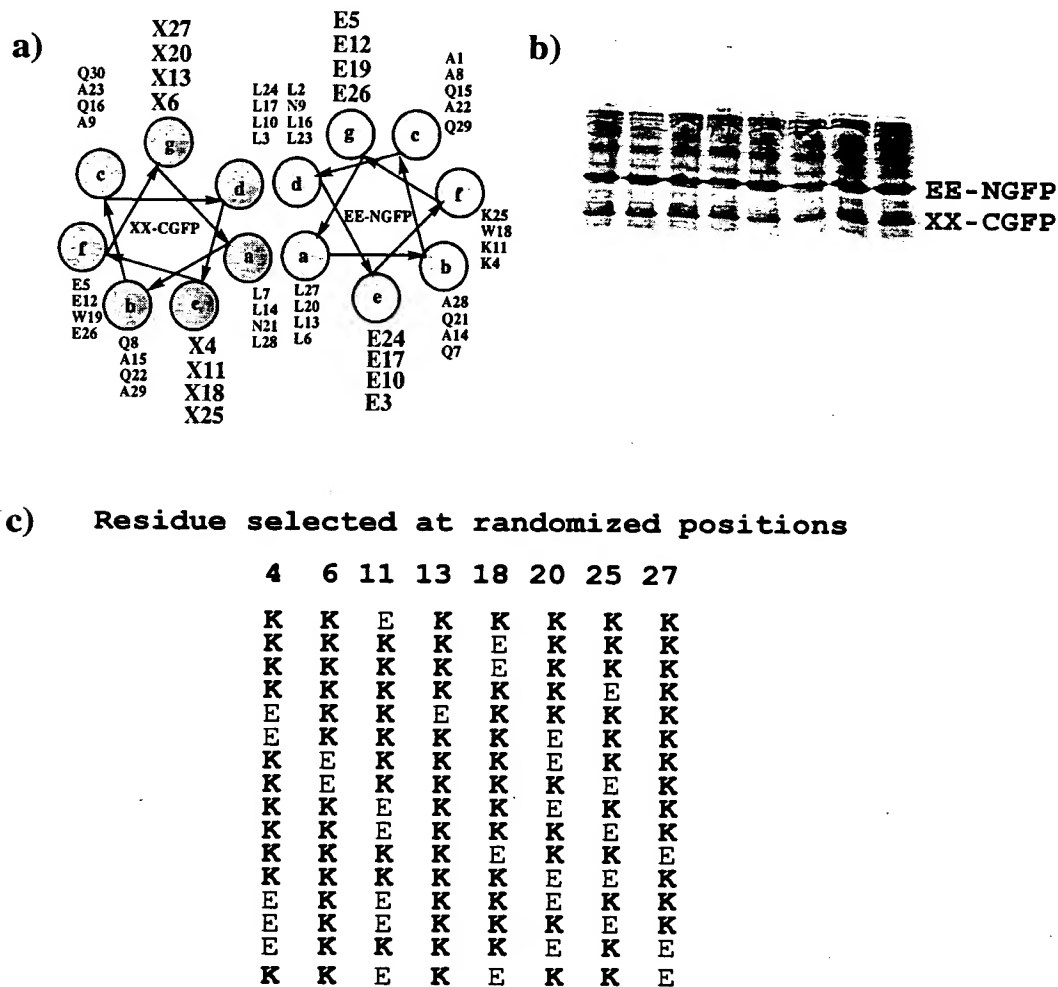 a)
X27
X20
X13
X6
Q30
A23
Q16
A9
g
c
d
XX-CGFP
f
a
b
e
E5
E12
W19
E26
Q8
A15
Q22
A29
X4
X11
X18
X25
L7
L14
N21
L28
E5
E12
E19
E26
L24 L2
L17 N9
L10 L16
L3 L23
A1
A8
Q15
A22
Q29
g
c
d
f
EE-NGFP
a
b
e
K25
W18
K11
K4
L27
L20
L13
L6
A28
Q21
A14
Q7
E24
E17
E10
E3
b)
EE-NGFP
XX-CGFP
c) Residue selected at randomized positions
4 6 11 13 18 20 25 27
K K E K K K K K
K K K K E K K K
K K K K E K K K
K K K K K K E K
E K K E K K K K
E K K K K E K K
K E K K K E K K
K E K K K K E K
K K E K K E K K
K K E K K K E K
K K K K E K K E
K K K K K E E K
E K E K K E K K
E K E K K K E K
E K K K K E K E
K K E K E K K E